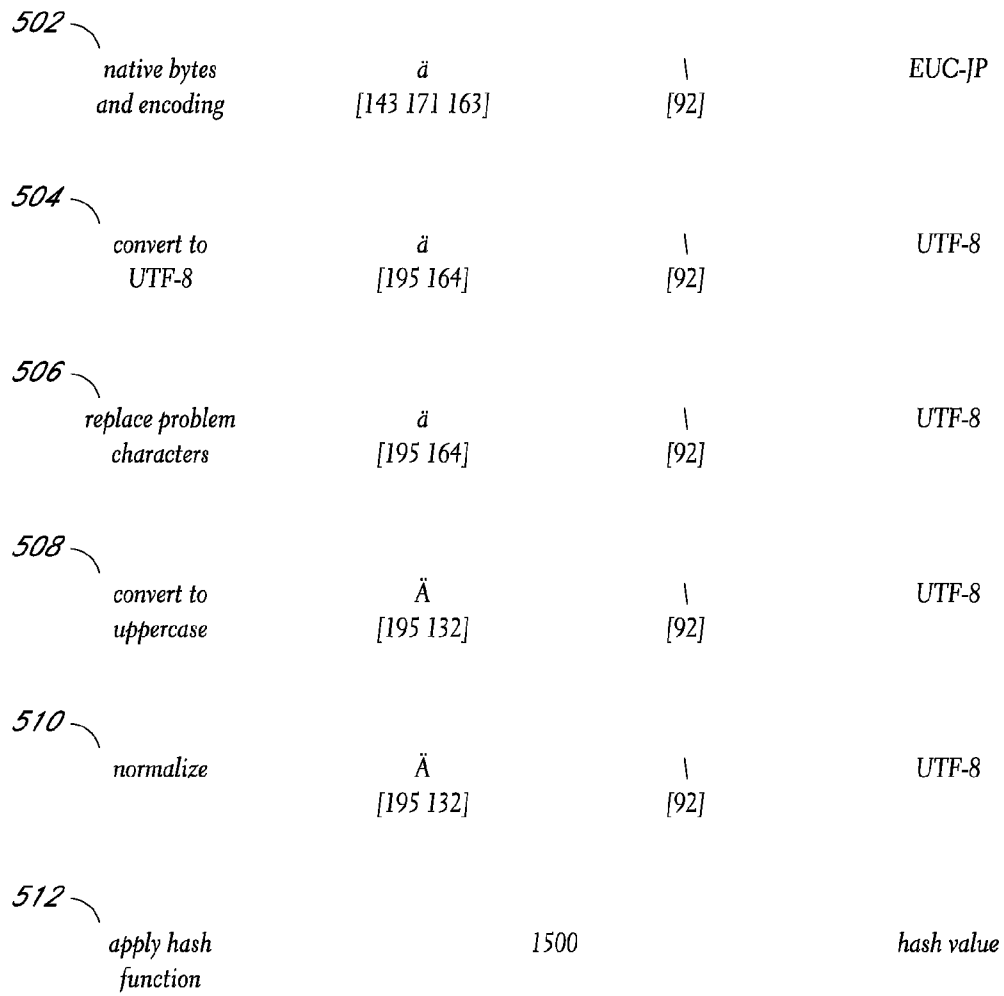 502
native bytes ä \ EUC-JP
and encoding [143 171 163] [92]
504
convert to ä \ UTF-8
UTF-8 [195 164] [92]
506
replace problem ä \ UTF-8
characters [195 164] [92]
508
convert to Ä \ UTF-8
uppercase [195 132] [92]
510
normalize Ä \ UTF-8
[195 132] [92]
512
apply hash 1500 hash value
function